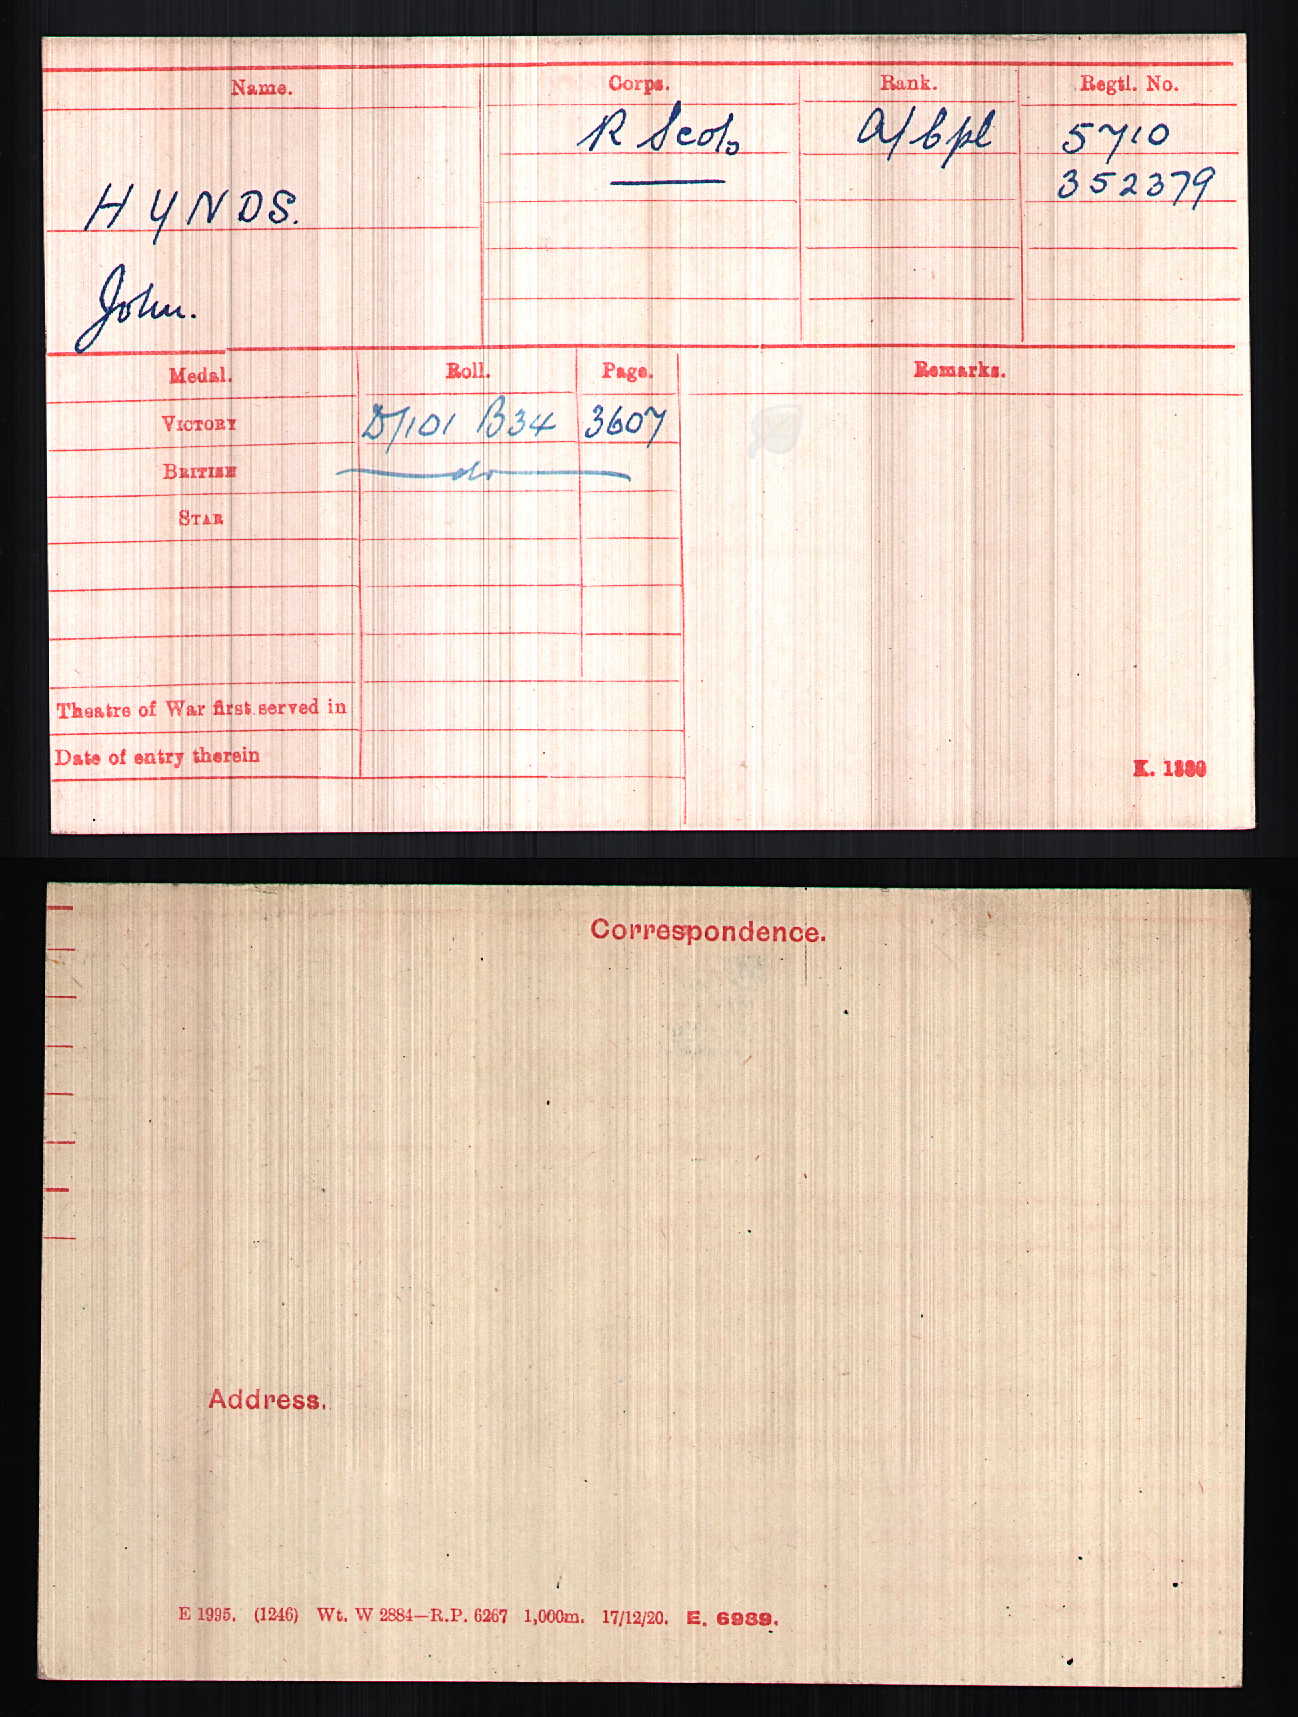 Name. Corps. Rank. Regtl. No.
R Scots A/Cpl 5710
352379
HYNDS.
John.
Medal. Roll. Page. Remarks.
VICTORY D/101 B34 3607
BRITISH do
STAR
Theatre of War first served in
Date of entry therein
K. 1380
Correspondence.
Address.
E 1995. (1246) Wt. W 2884—R.P. 6267 1,000m. 17/12/20. E. 6989.